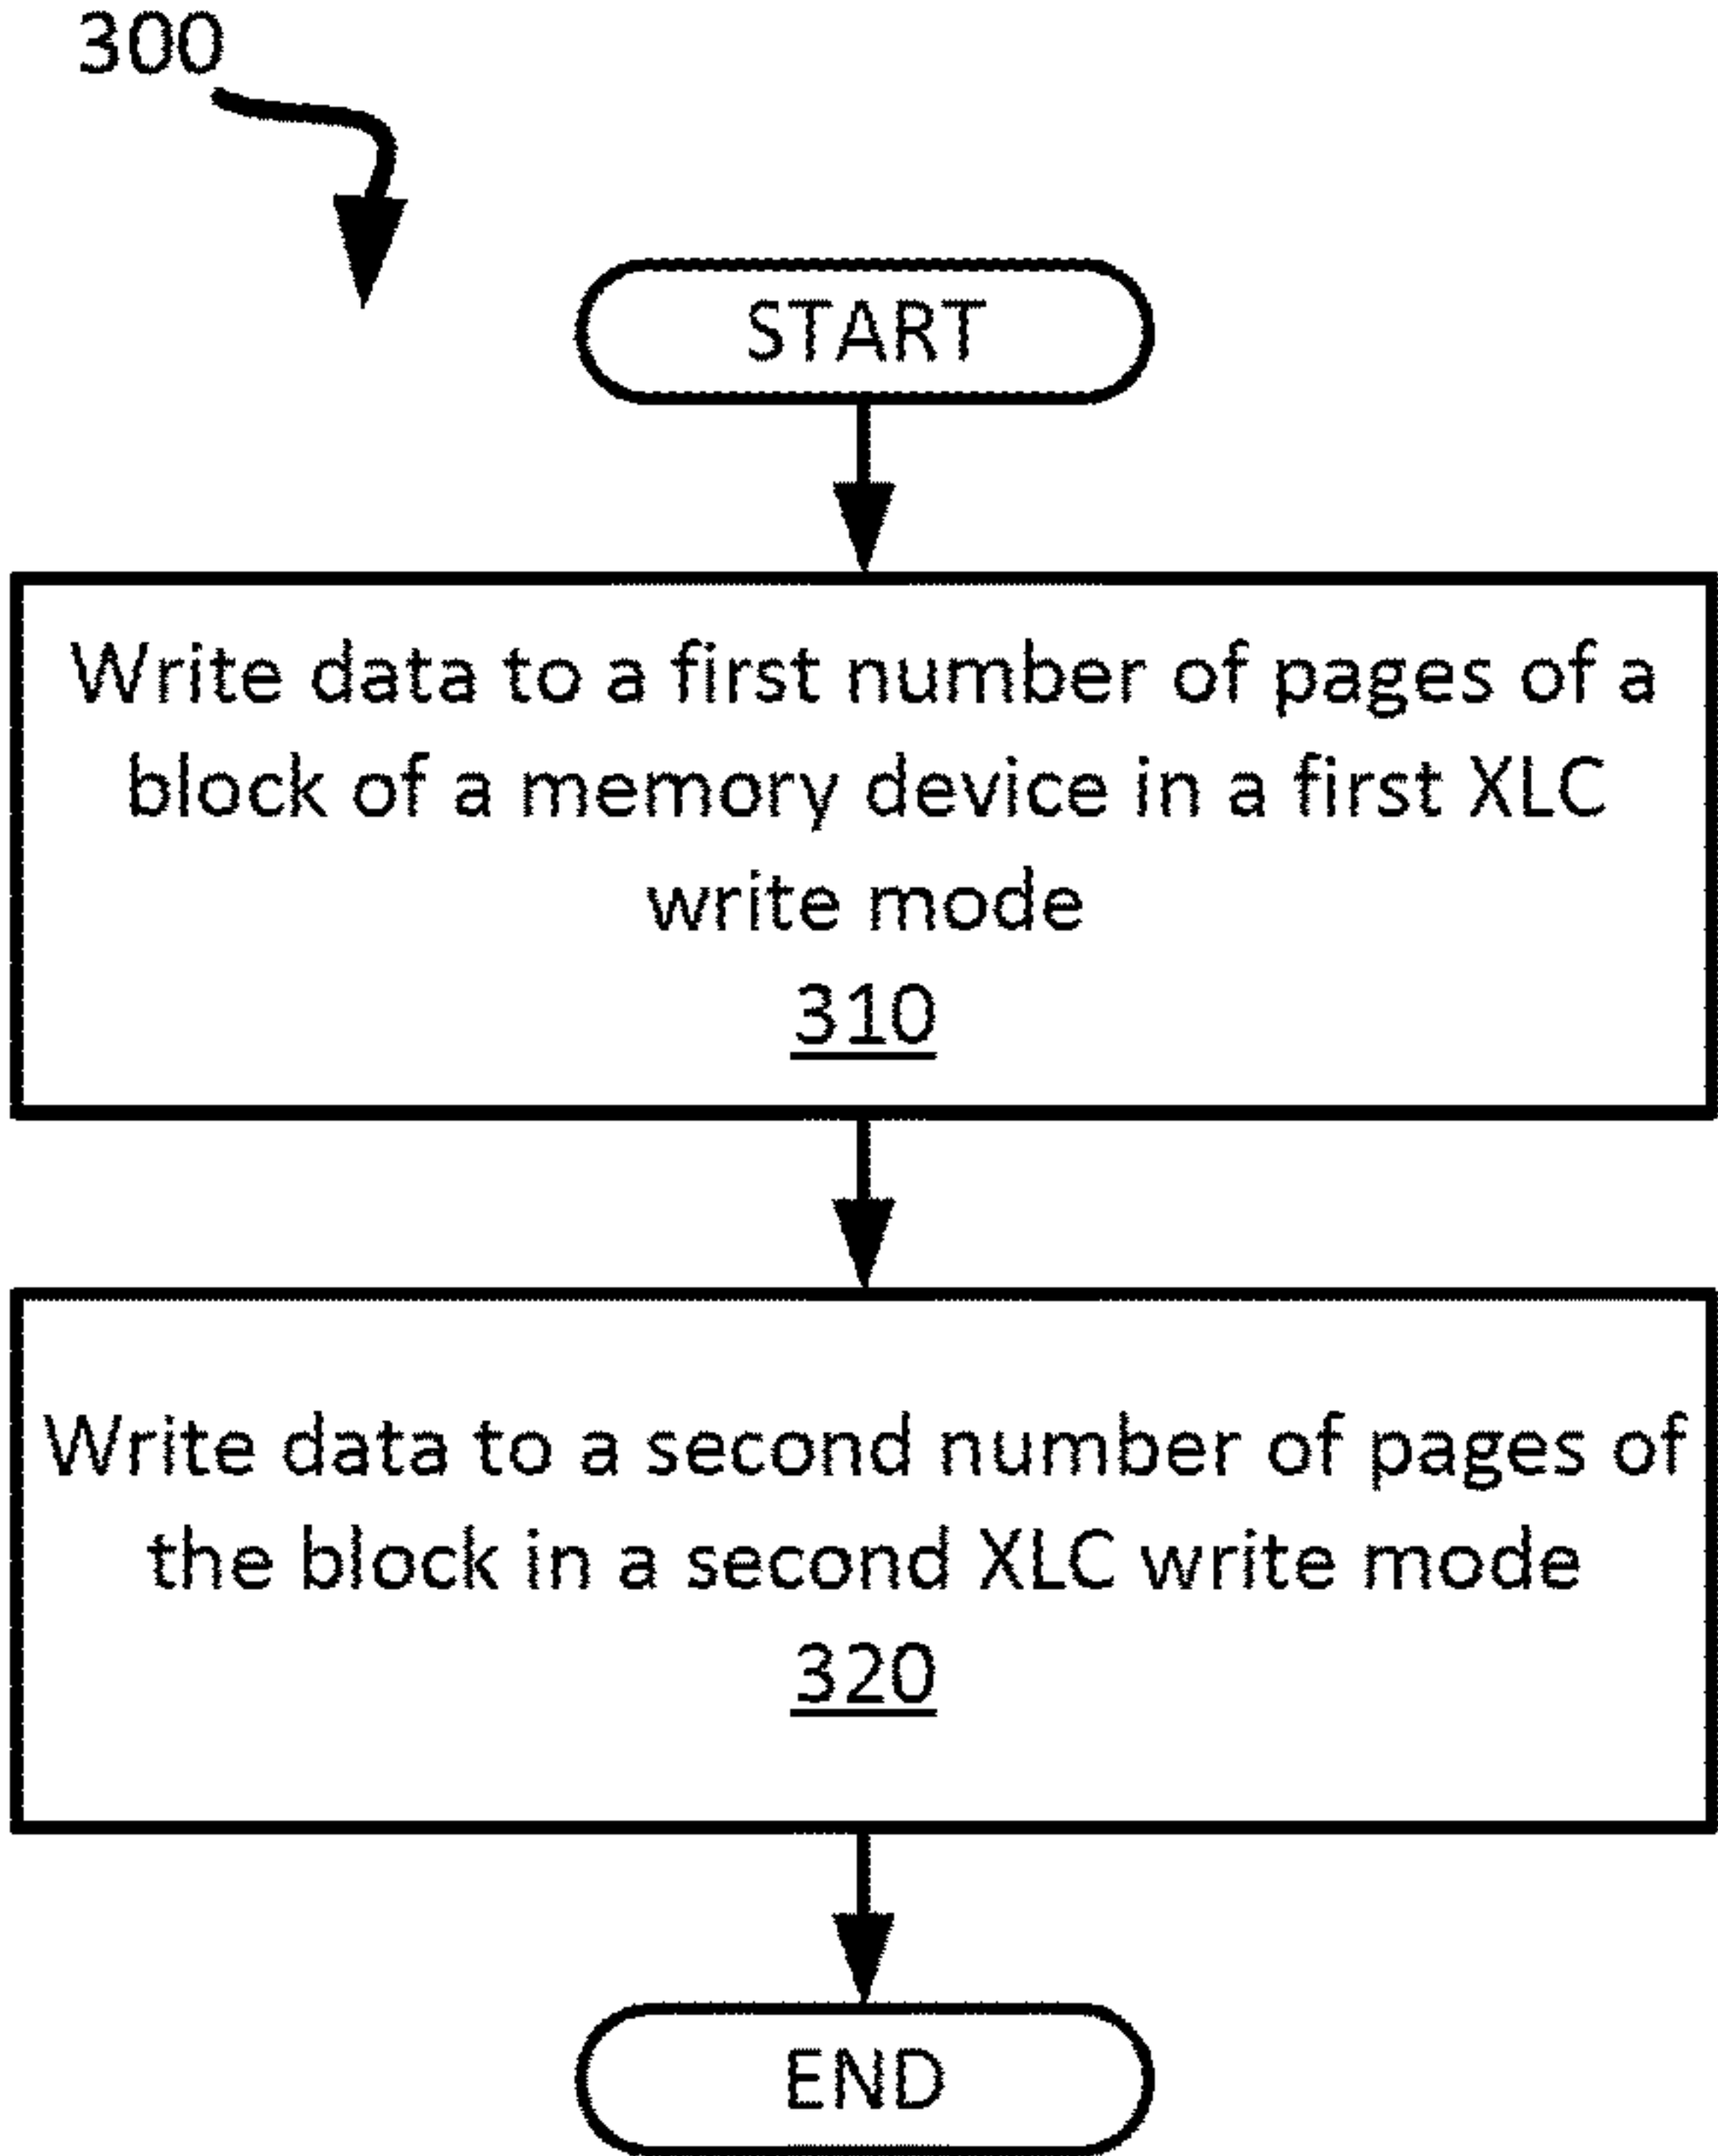 300
START
Write data to a first number of pages of a
block of a memory device in a first XLC
write mode
310
Write data to a second number of pages of
the block in a second XLC write mode
320
END